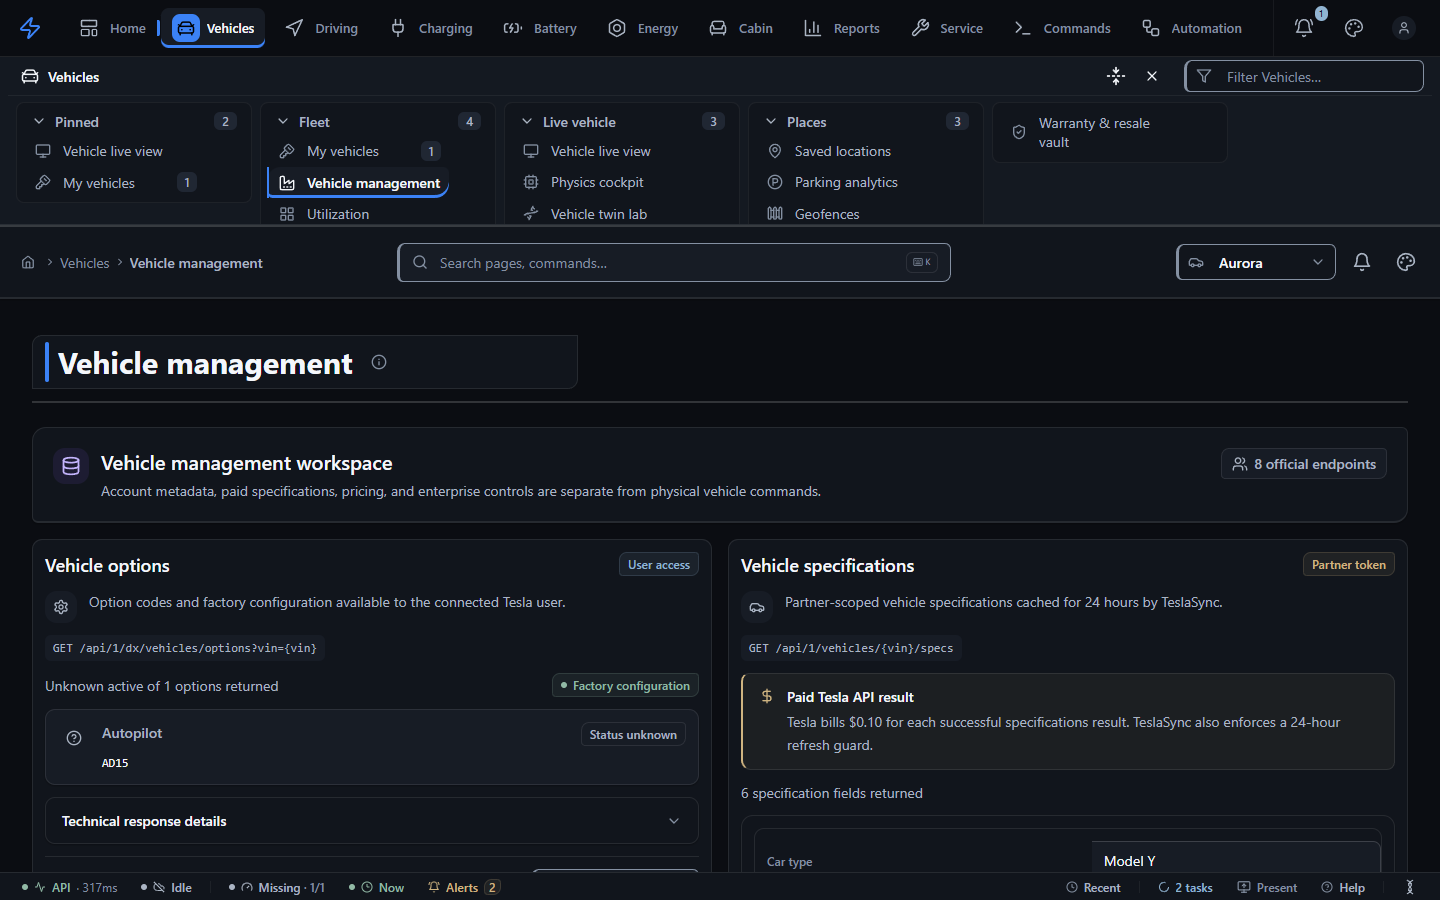 Home
Vehicles
Driving
Charging
Battery
Energy
Cabin
Reports
Service
Commands
Automation
1
Vehicles
Filter Vehicles...
Pinned
2
Vehicle live view
My vehicles
1
Fleet
4
My vehicles
1
Vehicle management
Utilization
Live vehicle
3
Vehicle live view
Physics cockpit
Vehicle twin lab
Places
3
Saved locations
Parking analytics
Geofences
Warranty & resale
vault
Vehicles
Vehicle management
Search pages, commands...
K
Aurora
Vehicle management
Vehicle management workspace
Account metadata, paid specifications, pricing, and enterprise controls are separate from physical vehicle commands.
8 official endpoints
Vehicle options
User access
Option codes and factory configuration available to the connected Tesla user.
GET /api/1/dx/vehicles/options?vin={vin}
Unknown active of 1 options returned
Factory configuration
Autopilot
AD15
Status unknown
Technical response details
Vehicle specifications
Partner token
Partner-scoped vehicle specifications cached for 24 hours by TeslaSync.
GET /api/1/vehicles/{vin}/specs
Paid Tesla API result
Tesla bills $0.10 for each successful specifications result. TeslaSync also enforces a 24-hour
refresh guard.
6 specification fields returned
Car type
Model Y
API · 317ms
Idle
Missing · 1/1
Now
Alerts 2
Recent
2 tasks
Present
Help